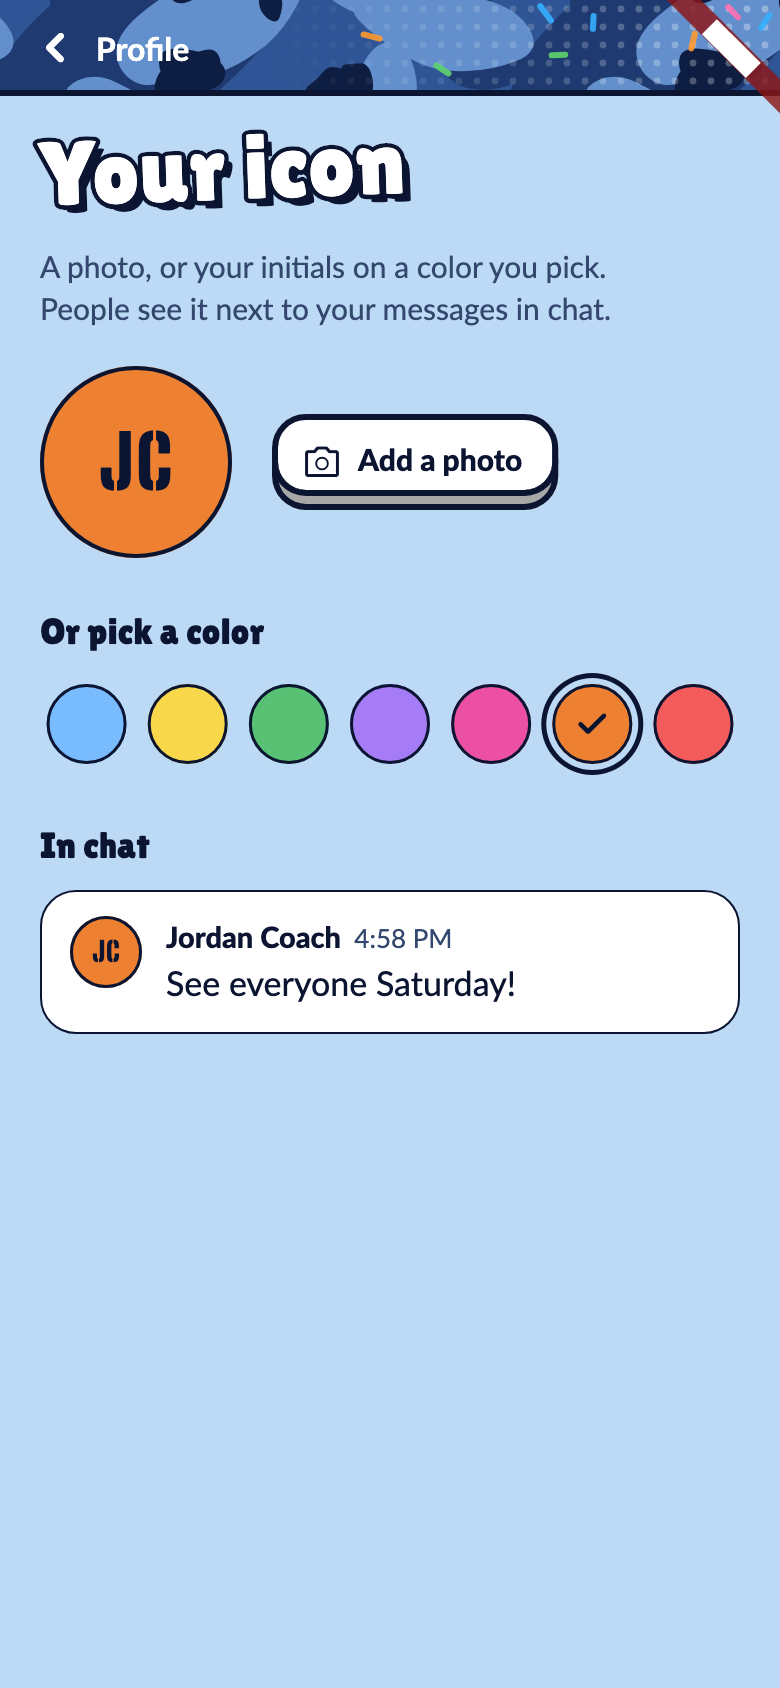 Profile
Your icon
A photo, or your initials on a color you pick.
People see it next to your messages in chat.
JC
Add a photo
Or pick a color
In chat
JC
Jordan Coach 4:58 PM
See everyone Saturday!